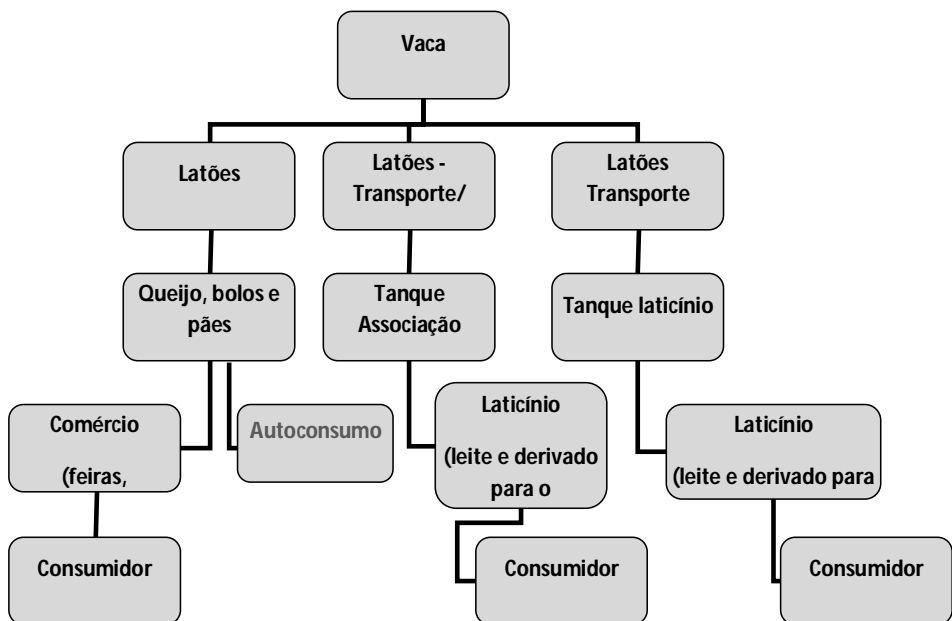 Vaca
Latões
Latões -
Transporte/
Latões
Transporte
Queijo, bolos e
pães
Tanque
Associação
Tanque laticínio
Comércio
(feiras,
Autoconsumo
Laticínio
(leite e derivado
para o
Laticínio
(leite e derivado para
Consumidor
Consumidor
Consumidor